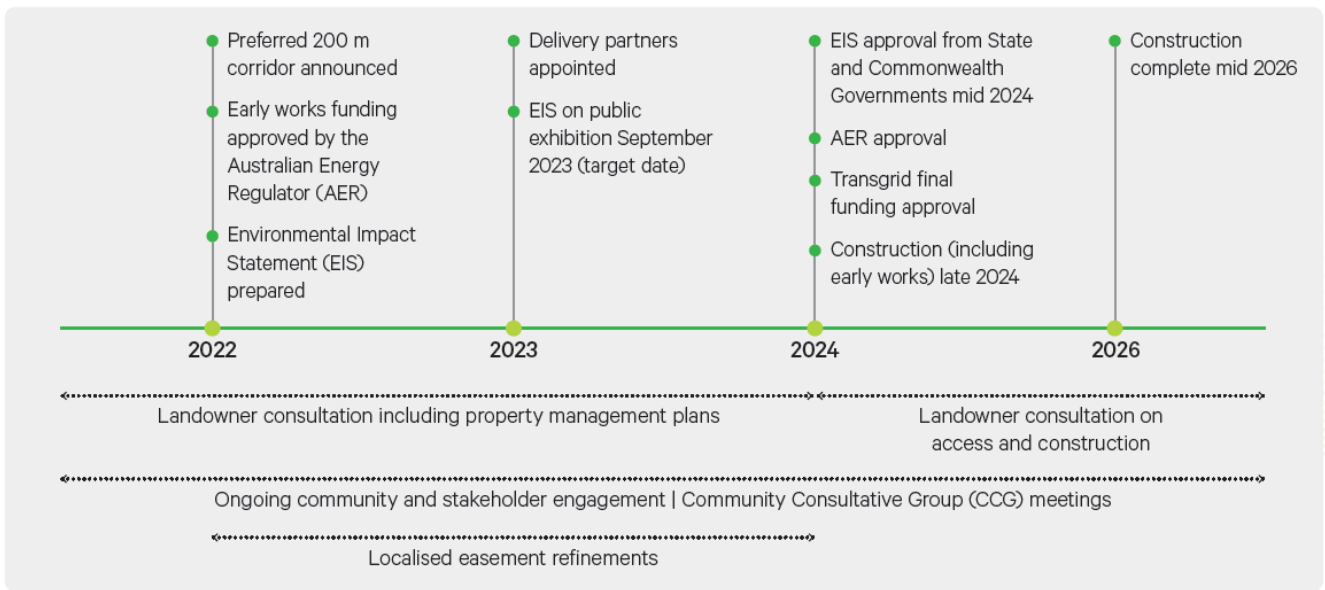 Preferred 200 m
corridor announced
Early works funding
approved by the
Australian Energy
Regulator (AER)
Environmental Impact
Statement (EIS)
prepared
Delivery partners
appointed
EIS on public
exhibition September
2023 (target date)
EIS approval from State
and Commonwealth
Governments mid 2024
AER approval
Transgrid final
funding approval
Construction (including
early works) late 2024
Construction
complete mid 2026
2022
2023
2024
2026
Landowner consultation including property management plans
Landowner consultation on
access and construction
Ongoing community and stakeholder engagement | Community Consultative Group (CCG) meetings
Localised easement refinements